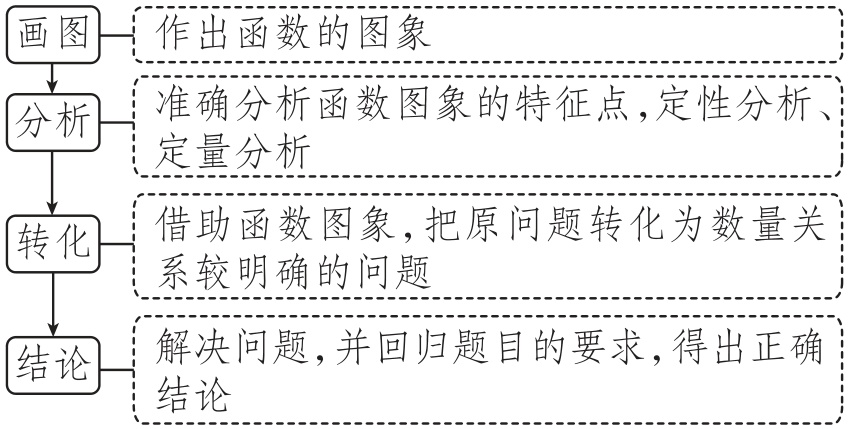 画图
作出函数的图象
分析
准确分析函数图象的特征点,定性分析、
定量分析
转化
借助函数图象,把原问题转化为数量关
系较明确的问题
结论
解决问题,并回归题目的要求,得出正确
结论